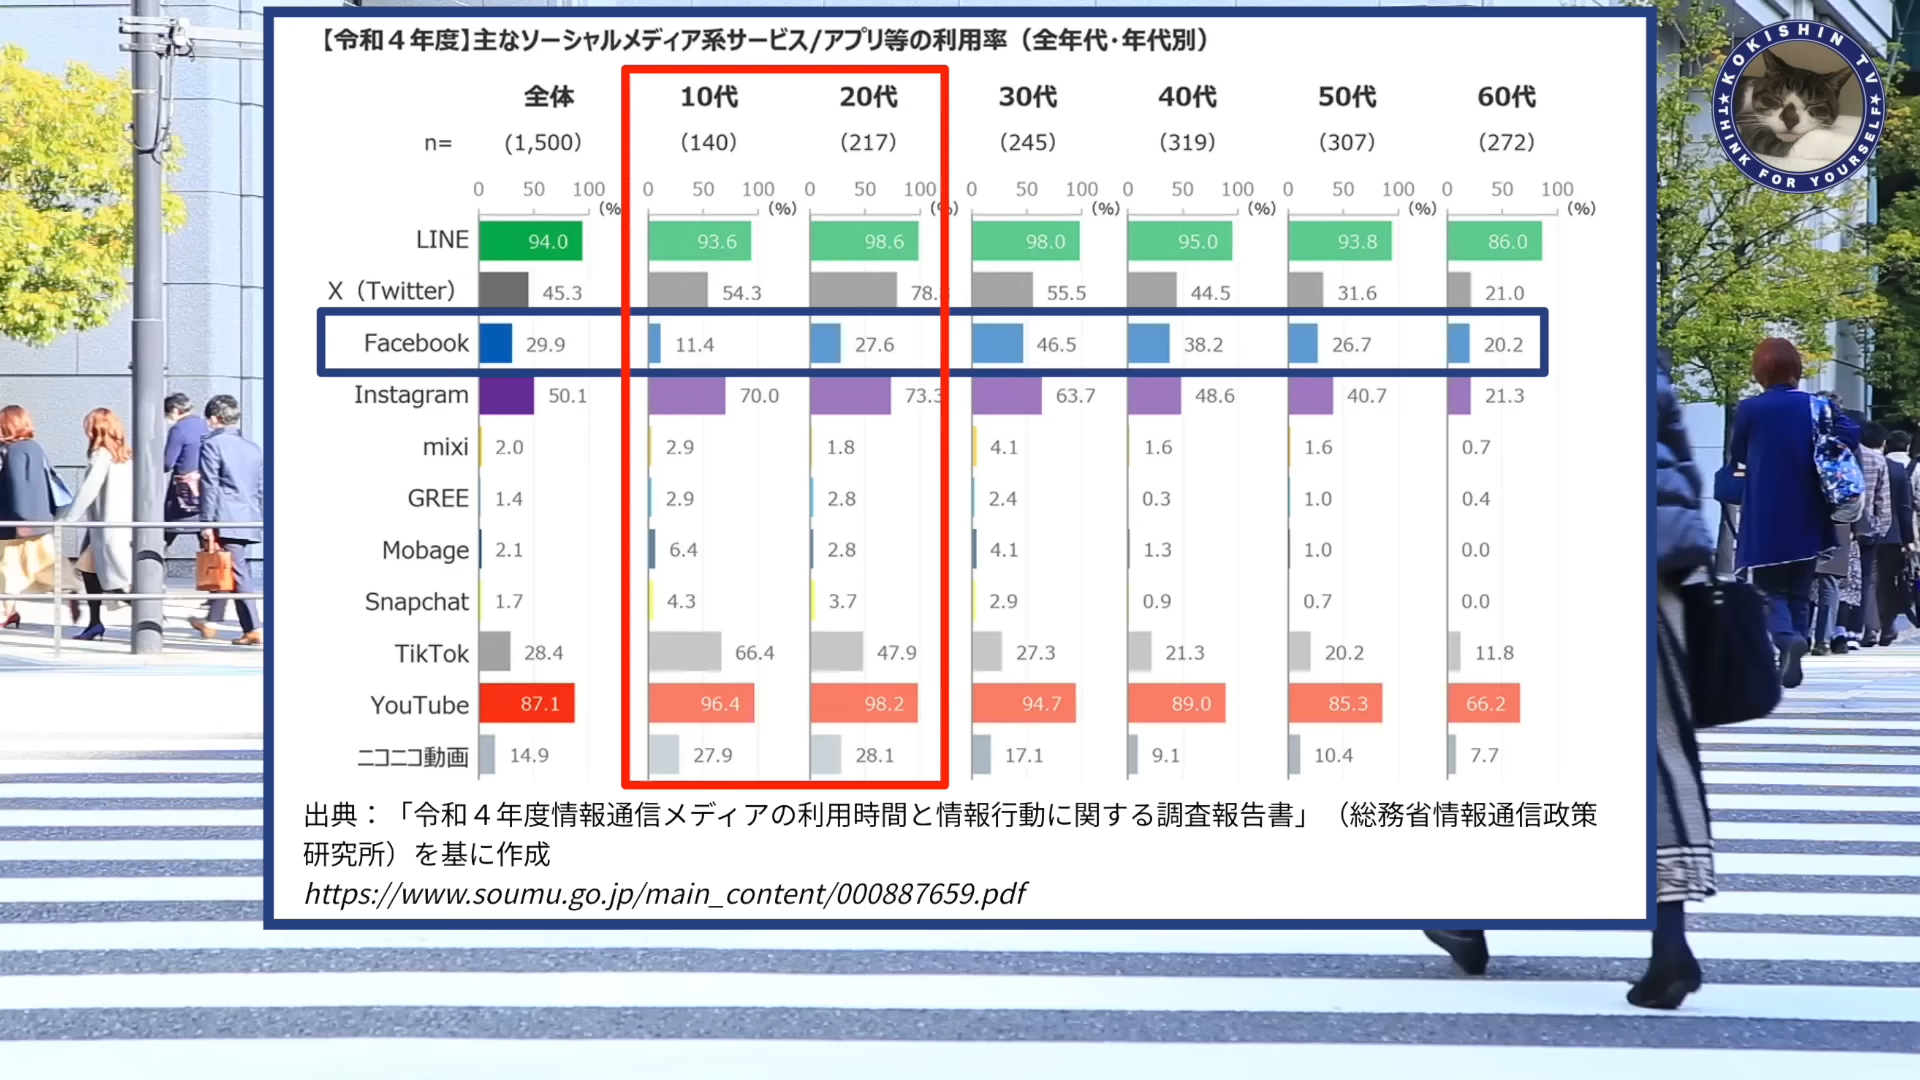 【令和４年度】主なソーシャルメディア系サービス/アプリ等の利用率（全年代･年代別）
全体 10代 20代 30代 40代 50代 60代
n= (1,500) (140) (217) (245) (319) (307) (272)
0 50 100 0 50 100 0 50 100 0 50 100 0 50 100 0 50 100 0 50 100
(% (%) (%) (%) (%) (%) (%)
LINE 94.0 93.6 98.6 98.0 95.0 93.8 86.0
X（Twitter） 45.3 54.3 78. 55.5 44.5 31.6 21.0
Facebook 29.9 11.4 27.6 46.5 38.2 26.7 20.2
Instagram 50.1 70.0 73.3 63.7 48.6 40.7 21.3
mixi 2.0 2.9 1.8 4.1 1.6 1.6 0.7
GREE 1.4 2.9 2.8 2.4 0.3 1.0 0.4
Mobage 2.1 6.4 2.8 4.1 1.3 1.0 0.0
Snapchat 1.7 4.3 3.7 2.9 0.9 0.7 0.0
TikTok 28.4 66.4 47.9 27.3 21.3 20.2 11.8
YouTube 87.1 96.4 98.2 94.7 89.0 85.3 66.2
ニコニコ動画 14.9 27.9 28.1 17.1 9.1 10.4 7.7
出典：「令和４年度情報通信メディアの利用時間と情報行動に関する調査報告書」（総務省情報通信政策
研究所）を基に作成
https://www.soumu.go.jp/main_content/000887659.pdf
KOKISHIN TV
★THINK FOR YOURSELF★